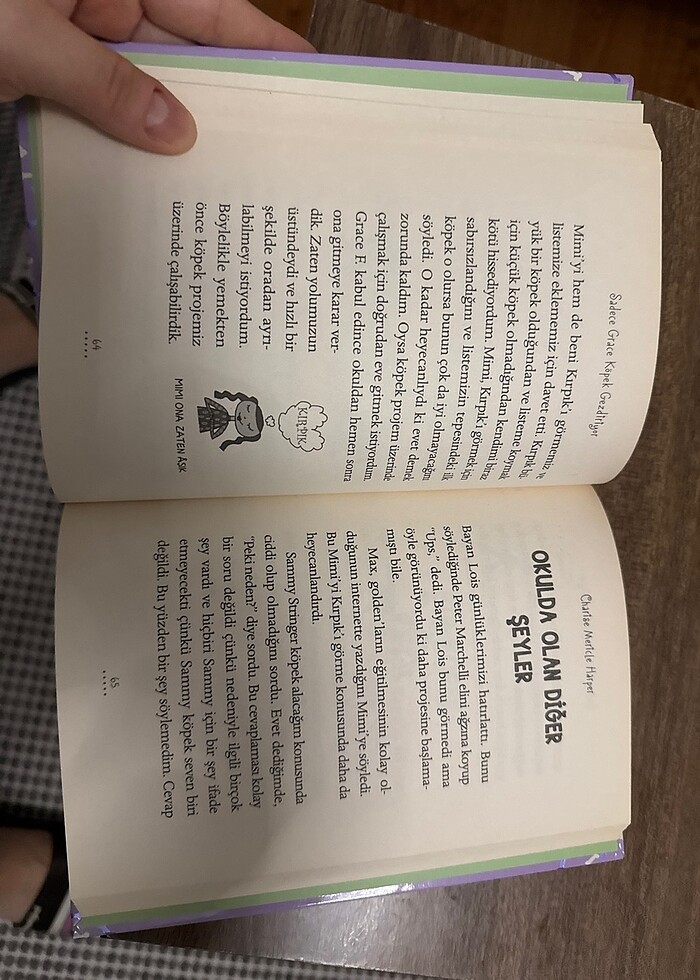 Sadece Grace Köpek Gezdiriyor
Mimi'yi hem de beni Kırpık'ı görmemiz ve
listemize eklememiz için davet etti. Kırpık bü-
yük bir köpek olduğundan ve listeme koymak
için küçük köpek olmadığından kendimi biraz
kötü hissediyordum. Mimi, Kırpık'ı görmek için
sabırsızlandığını ve listemizin tepesindeki ilk
köpek o olursa bunun çok da iyi olmayacağını
söyledi. O kadar heyecanlıydı ki evet demek
zorunda kaldım. Oysa köpek projem üzerinde
çalışmak için doğrudan eve gitmek istiyordum.
Grace F. kabul edince okuldan hemen sonra
ona gitmeye karar ver-
dik. Zaten yolumuzun
üstündeydi ve hızlı bir
şekilde oradan ayrı-
labilmeyi istiyordum.
Böylelikle yemekten
önce köpek projemiz
üzerinde çalışabilirdik.
KIRPIK
MIMI ONA ZATEN ÂŞIK
64
Charise Mericle Harper
OKULDA OLAN DİĞER
ŞEYLER
Bayan Lois günlüklerimizi hatırlattı. Bunu
söylediğinde Peter Marchelli elini ağzına koyup
"Ups," dedi. Bayan Lois bunu görmedi ama
öyle görünüyordu ki daha projesine başlama-
mıştı bile.
Max, golden'ların eğitilmesinin kolay ol-
duğunun internette yazdığını Mimi'ye söyledi.
Bu Mimi'yi Kırpık'ı görme konusunda daha da
heyecanlandırdı.
Sammy Stringer köpek alacağım konusunda
ciddi olup olmadığını sordu. Evet dediğimde,
"Peki neden?" diye sordu. Bu cevaplaması kolay
bir soru değildi çünkü nedeniyle ilgili birçok
şey vardı ve hiçbiri Sammy için bir şey ifade
etmeyecekti çünkü Sammy köpek seven biri
değildi. Bu yüzden bir şey söylemedim. Cevap
65